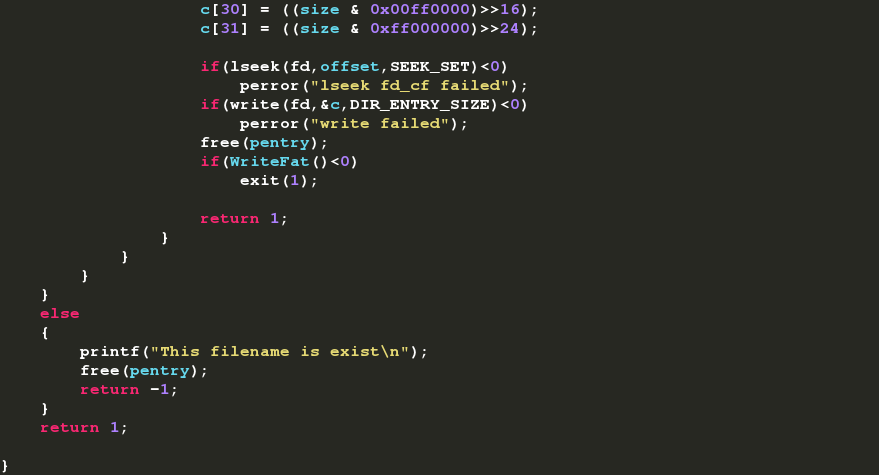 c[30] = ((size & 0x00ff0000)>>16);
c[31] = ((size & 0xff000000)>>24);
if(lseek(fd,offset,SEEK_SET)<0)
perror("lseek fd_cf failed");
if(write(fd,&c,DIR_ENTRY_SIZE)<0)
perror("write failed");
free(pentry);
if(WriteFat()<0)
exit(1);
return 1;
}
}
}
}
else
{
printf("This filename is exist\n");
free(pentry);
return -1;
}
return 1;
}